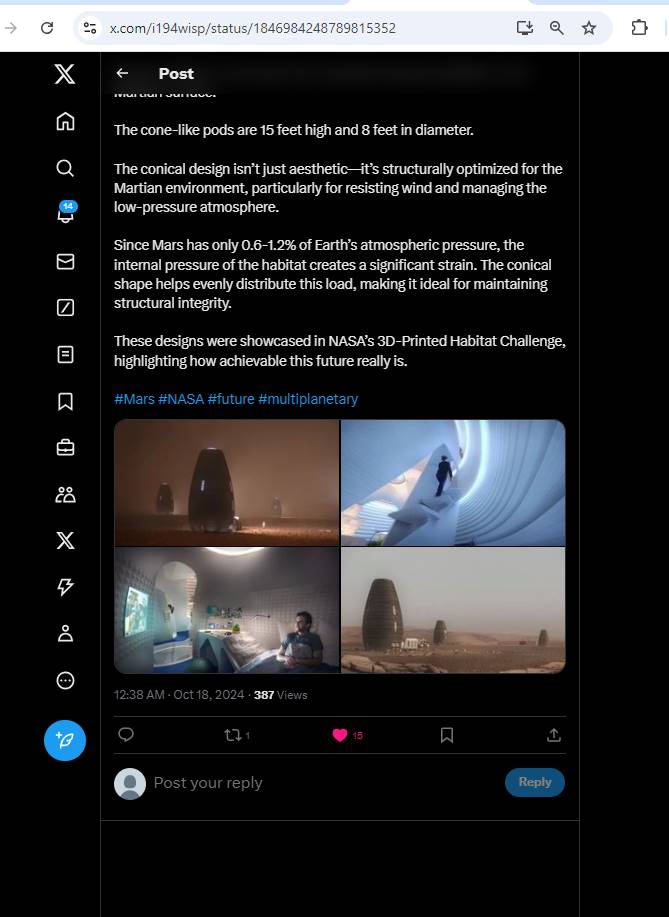 x.com/i194wisp/status/1846984248789815352
Post
Martian surface.
The cone-like pods are 15 feet high and 8 feet in diameter.
The conical design isn't just aesthetic—it's structurally optimized for the
Martian environment, particularly for resisting wind and managing the
low-pressure atmosphere.
Since Mars has only 0.6-1.2% of Earth's atmospheric pressure, the
internal pressure of the habitat creates a significant strain. The conical
shape helps evenly distribute this load, making it ideal for maintaining
structural integrity.
These designs were showcased in NASA's 3D-Printed Habitat Challenge,
highlighting how achievable this future really is.
#Mars #NASA #future #multiplanetary
14
12:38 AM · Oct 18, 2024 · 387 Views
1 15
Post your reply
Reply